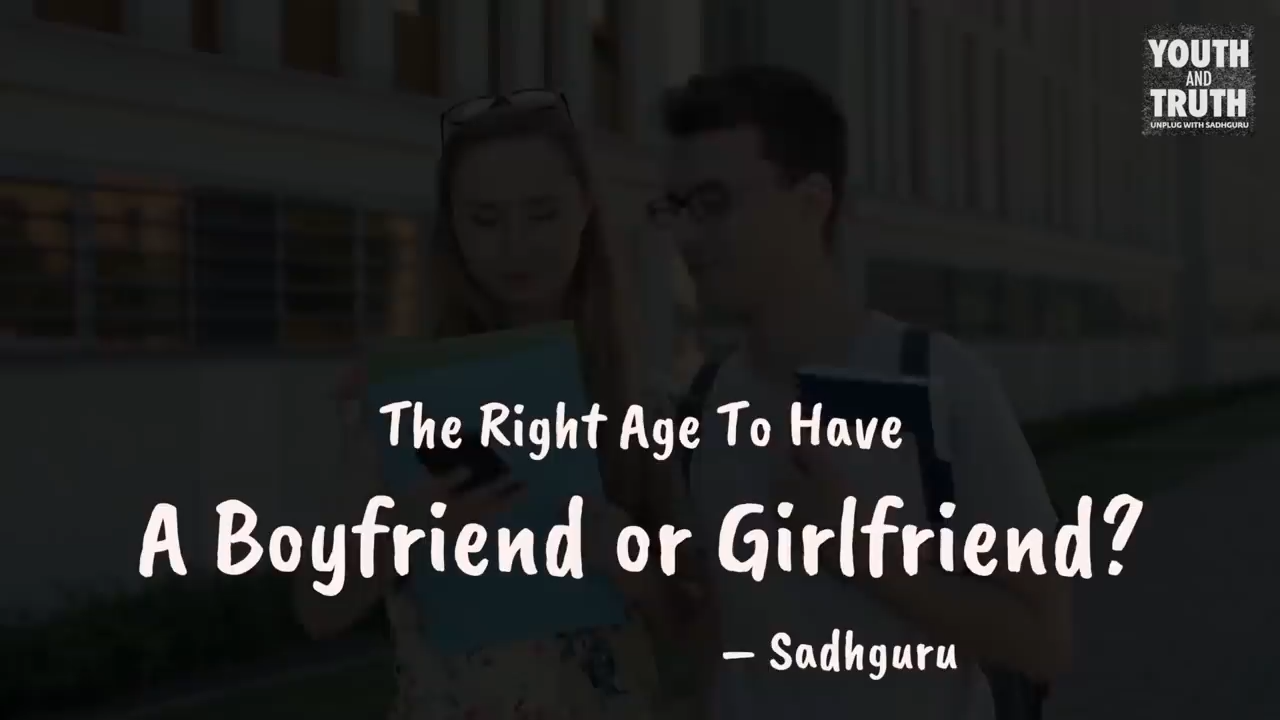 YOUTH
AND
TRUTH
UNPLUG WITH SADHGURU
The Right Age To Have
A Boyfriend or Girlfriend?
– Sadhguru